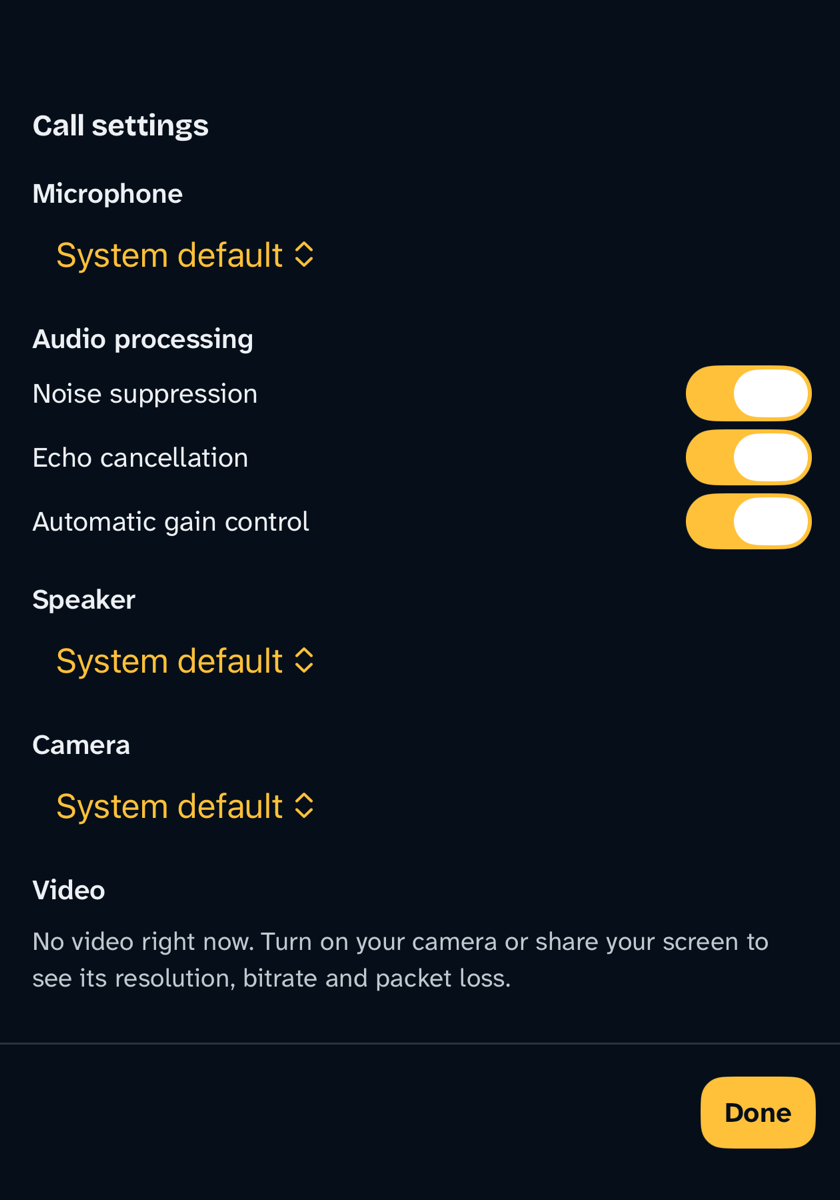 Call settings
Microphone
System default
Audio processing
Noise suppression
Echo cancellation
Automatic gain control
Speaker
System default
Camera
System default
Video
No video right now. Turn on your camera or share your screen to
see its resolution, bitrate and packet loss.
Done